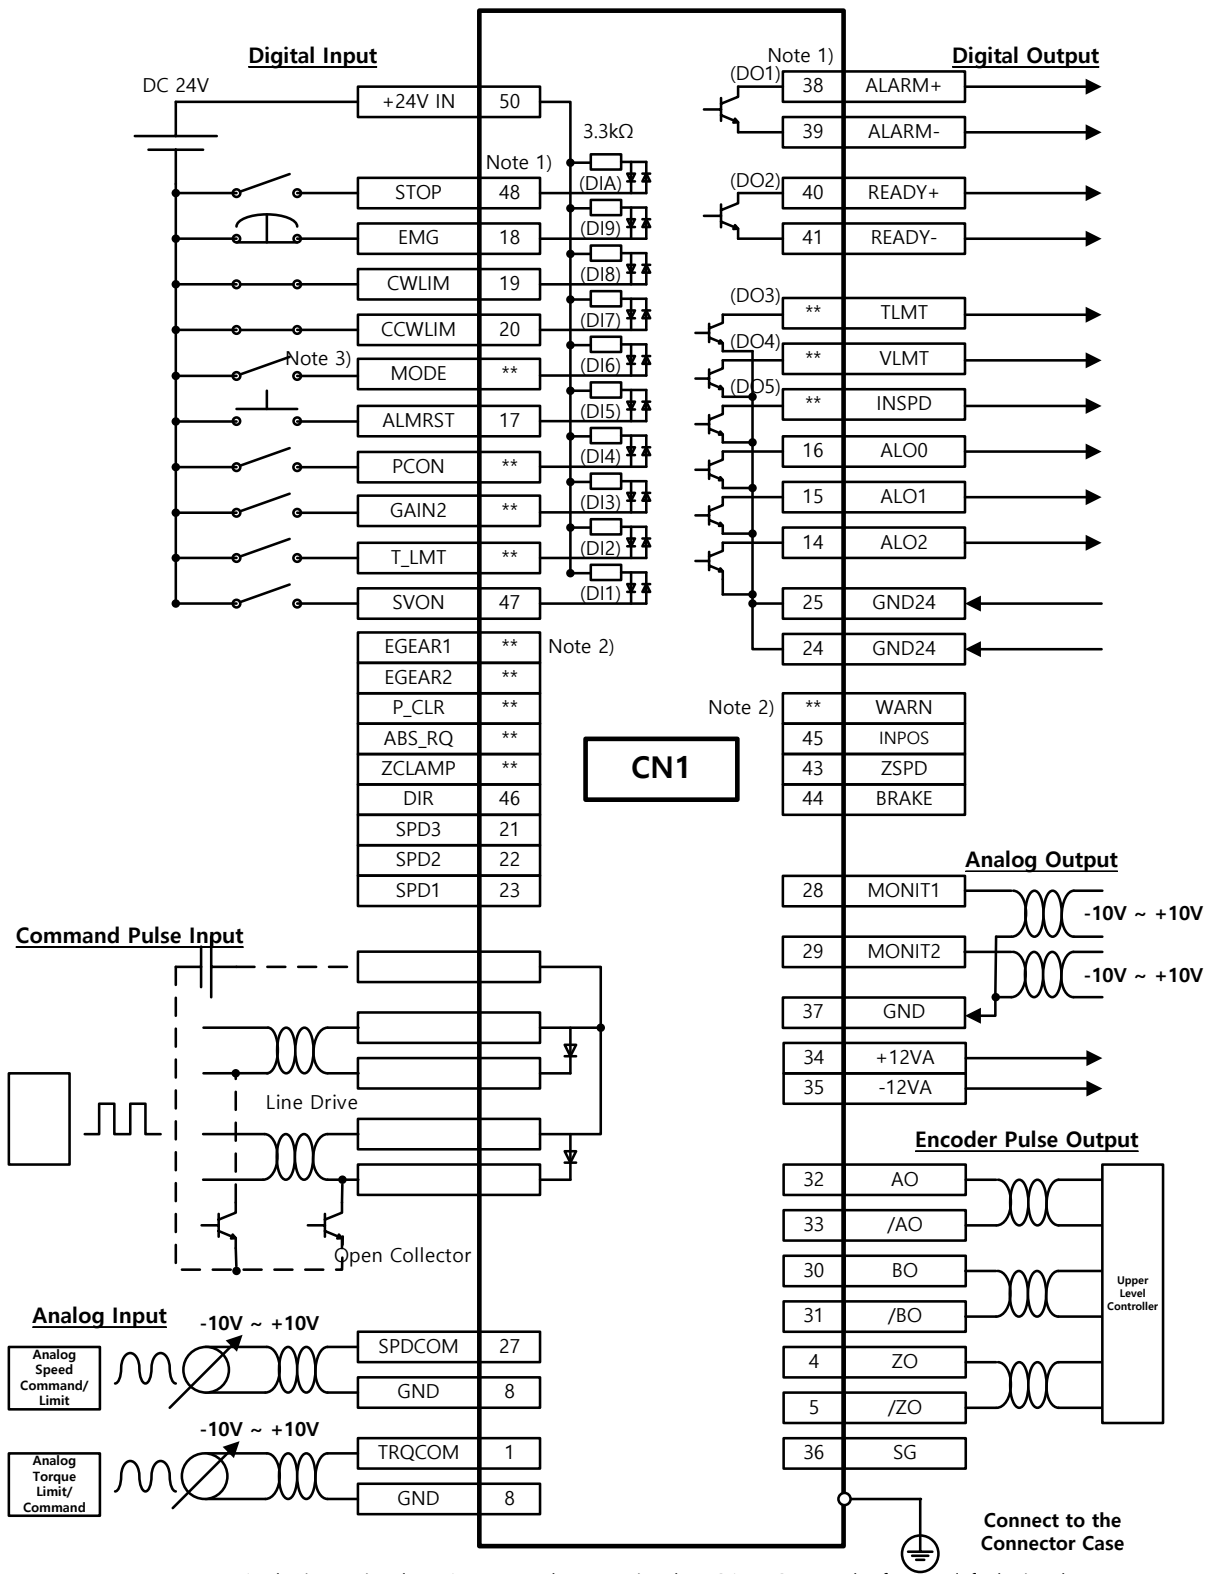 Digital Input
DC 24V
+24V IN 50
3.3kΩ
Note 1)
STOP 48 (DIA)
EMG 18 (DI9)
CWLIM 19 (DI8)
CCWLIM 20 (DI7)
Note 3)
MODE ** (DI6)
ALMRST 17 (DI5)
PCON ** (DI4)
GAIN2 ** (DI3)
T_LMT ** (DI2)
SVON 47 (DI1)
EGEAR1 ** Note 2)
EGEAR2 **
P_CLR **
ABS_RQ **
ZCLAMP **
DIR 46
SPD3 21
SPD2 22
SPD1 23
Command Pulse Input
Line Drive
Open Collector
Analog Input
-10V ~ +10V
Analog
Speed
Command/
Limit
SPDCOM 27
GND 8
-10V ~ +10V
Analog
Torque
Limit/
Command
TRQCOM 1
GND 8
CN1
Note 1)
Digital Output
(DO1) 38 ALARM+
39 ALARM-
(DO2) 40 READY+
41 READY-
(DO3) ** TLMT
(DO4) ** VLMT
(DO5) ** INSPD
16 ALO0
15 ALO1
14 ALO2
25 GND24
24 GND24
Note 2) ** WARN
45 INPOS
43 ZSPD
44 BRAKE
Analog Output
28 MONIT1
-10V ~ +10V
29 MONIT2
-10V ~ +10V
37 GND
34 +12VA
35 -12VA
Encoder Pulse Output
32 AO
33 /AO
30 BO
31 /BO
4 ZO
5 /ZO
36 SG
Upper
Level
Controller
Connect to the
Connector Case